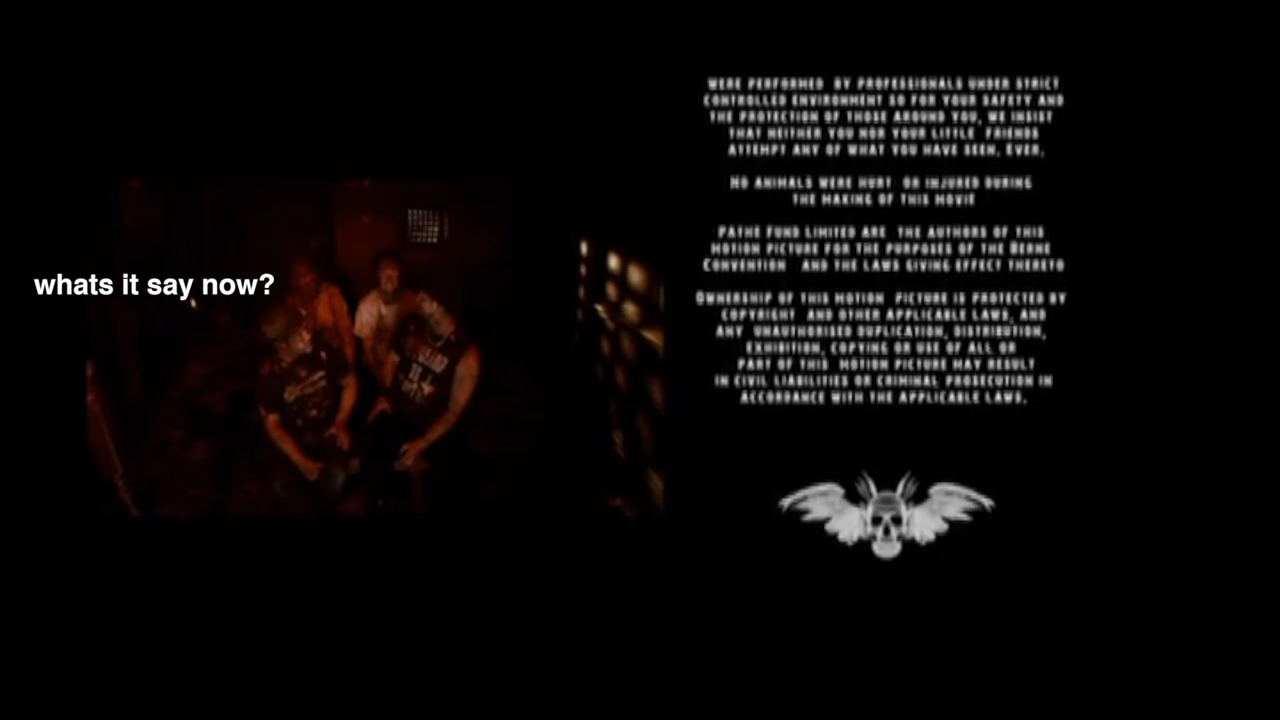 WERE PERFORMED BY PROFESSIONALS UNDER STRICT
CONTROLLED ENVIRONMENT SO FOR YOUR SAFETY AND
THE PROTECTION OF THOSE AROUND YOU, WE INSIST
THAT NEITHER YOU NOR YOUR LITTLE FRIENDS
ATTEMPT ANY OF WHAT YOU HAVE SEEN. EVER.
NO ANIMALS WERE HURT OR INJURED DURING
THE MAKING OF THIS MOVIE
PATHE FUND LIMITED ARE THE AUTHORS OF THIS
MOTION PICTURE FOR THE PURPOSES OF THE BERNE
CONVENTION AND THE LAWS GIVING EFFECT THERETO
OWNERSHIP OF THIS MOTION PICTURE IS PROTECTED BY
COPYRIGHT AND OTHER APPLICABLE LAWS, AND
ANY UNAUTHORISED DUPLICATION, DISTRIBUTION,
EXHIBITION, COPYING OR USE OF ALL OR
PART OF THIS MOTION PICTURE MAY RESULT
IN CIVIL LIABILITIES OR CRIMINAL PROSECUTION IN
ACCORDANCE WITH THE APPLICABLE LAWS.
whats it say now?